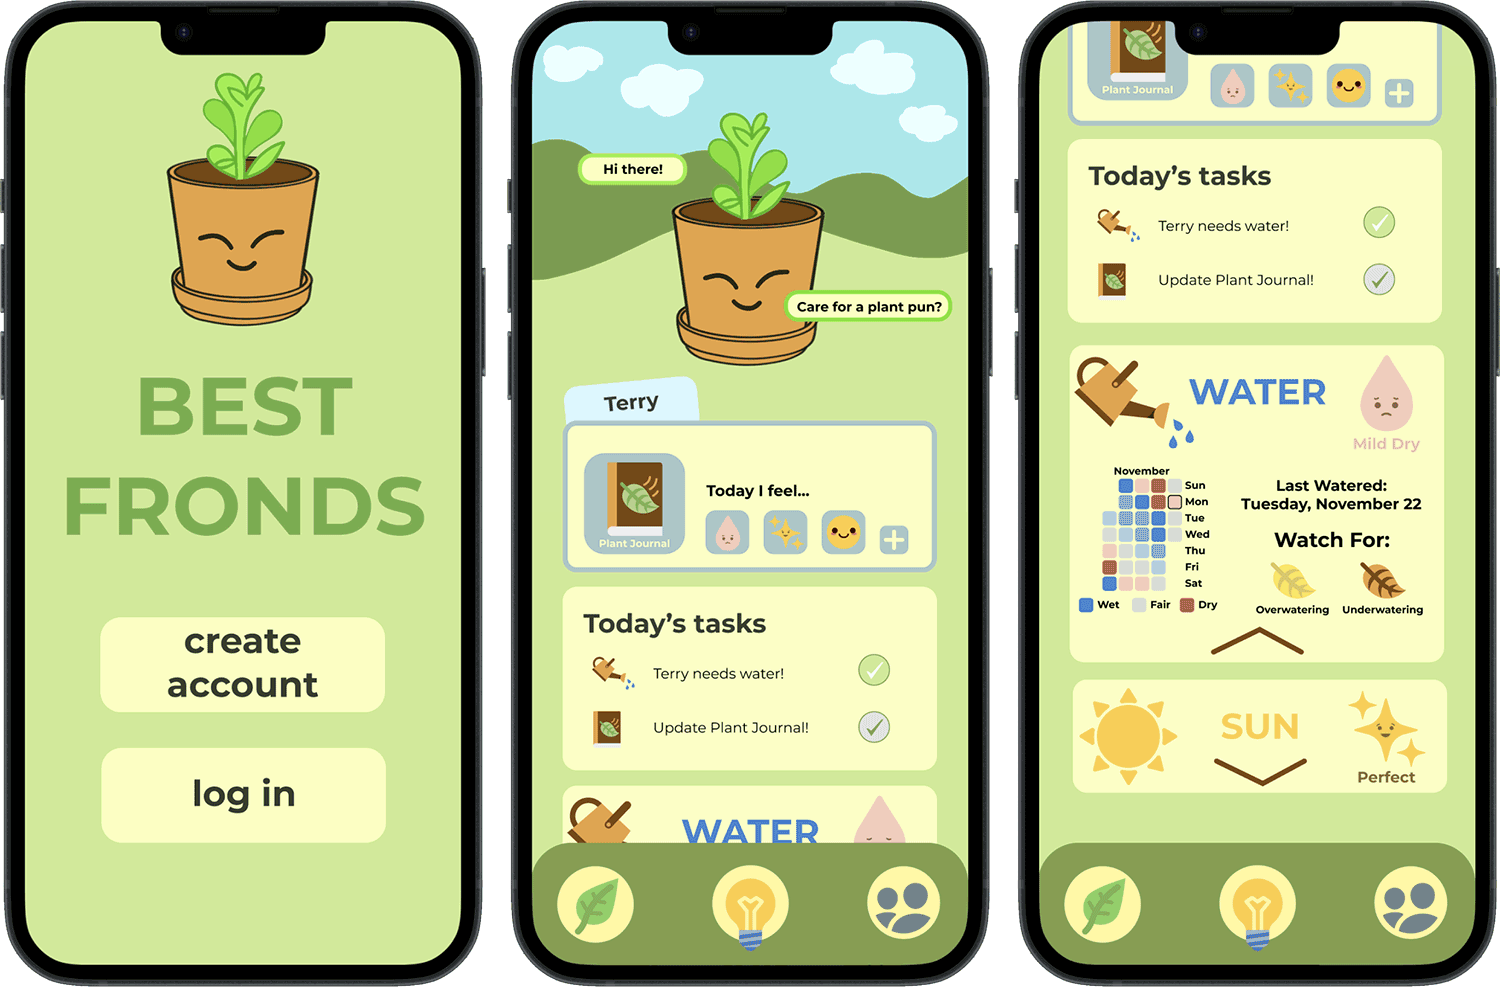 BEST
FRONDS
create
account
log in
Hi there!
Care for a plant pun?
Terry
Plant Journal
Today I feel...
Today's tasks
Terry needs water!
Update Plant Journal!
WATER
Plant Journal
Today's tasks
Terry needs water!
Update Plant Journal!
WATER
Mild Dry
November
Sun
Mon
Tue
Wed
Thu
Fri
Sat
Wet Fair Dry
Last Watered:
Tuesday, November 22
Watch For:
Overwatering Underwatering
SUN
Perfect